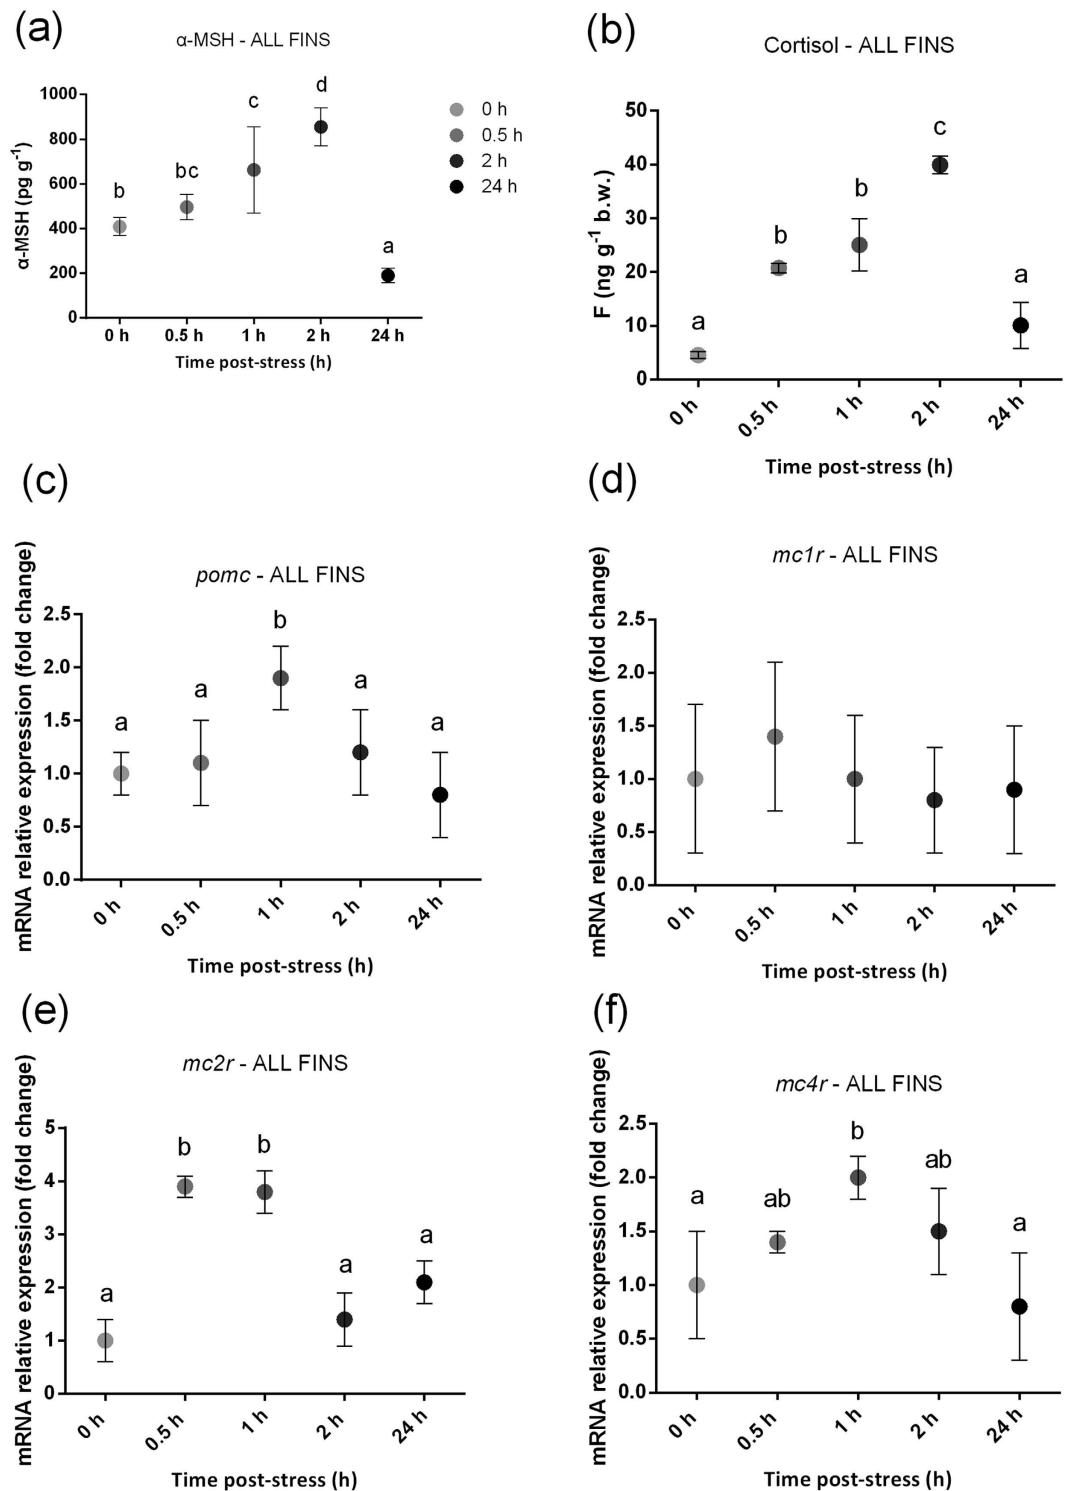 (a)
α-MSH - ALL FINS
α-MSH (pg g⁻¹)
1000
800
600
400
200
0
b
bc
c
d
a
0 h
0.5 h
1 h
2 h
24 h
Time post-stress (h)
0 h
0.5 h
2 h
24 h
(b)
Cortisol - ALL FINS
F (ng g⁻¹ b.w.)
50
40
30
20
10
0
a
b
b
c
a
0 h
0.5 h
1 h
2 h
24 h
Time post-stress (h)
(c)
pomc - ALL FINS
mRNA relative expression (fold change)
2.5
2.0
1.5
1.0
0.5
0.0
a
a
b
a
a
0 h
0.5 h
1 h
2 h
24 h
Time post-stress (h)
(d)
mc1r - ALL FINS
mRNA relative expression (fold change)
2.5
2.0
1.5
1.0
0.5
0.0
0 h
0.5 h
1 h
2 h
24 h
Time post-stress (h)
(e)
mc2r - ALL FINS
mRNA relative expression (fold change)
5
4
3
2
1
0
a
b
b
a
a
0 h
0.5 h
1 h
2 h
24 h
Time post-stress (h)
(f)
mc4r - ALL FINS
mRNA relative expression (fold change)
2.5
2.0
1.5
1.0
0.5
0.0
a
ab
b
ab
a
0 h
0.5 h
1 h
2 h
24 h
Time post-stress (h)